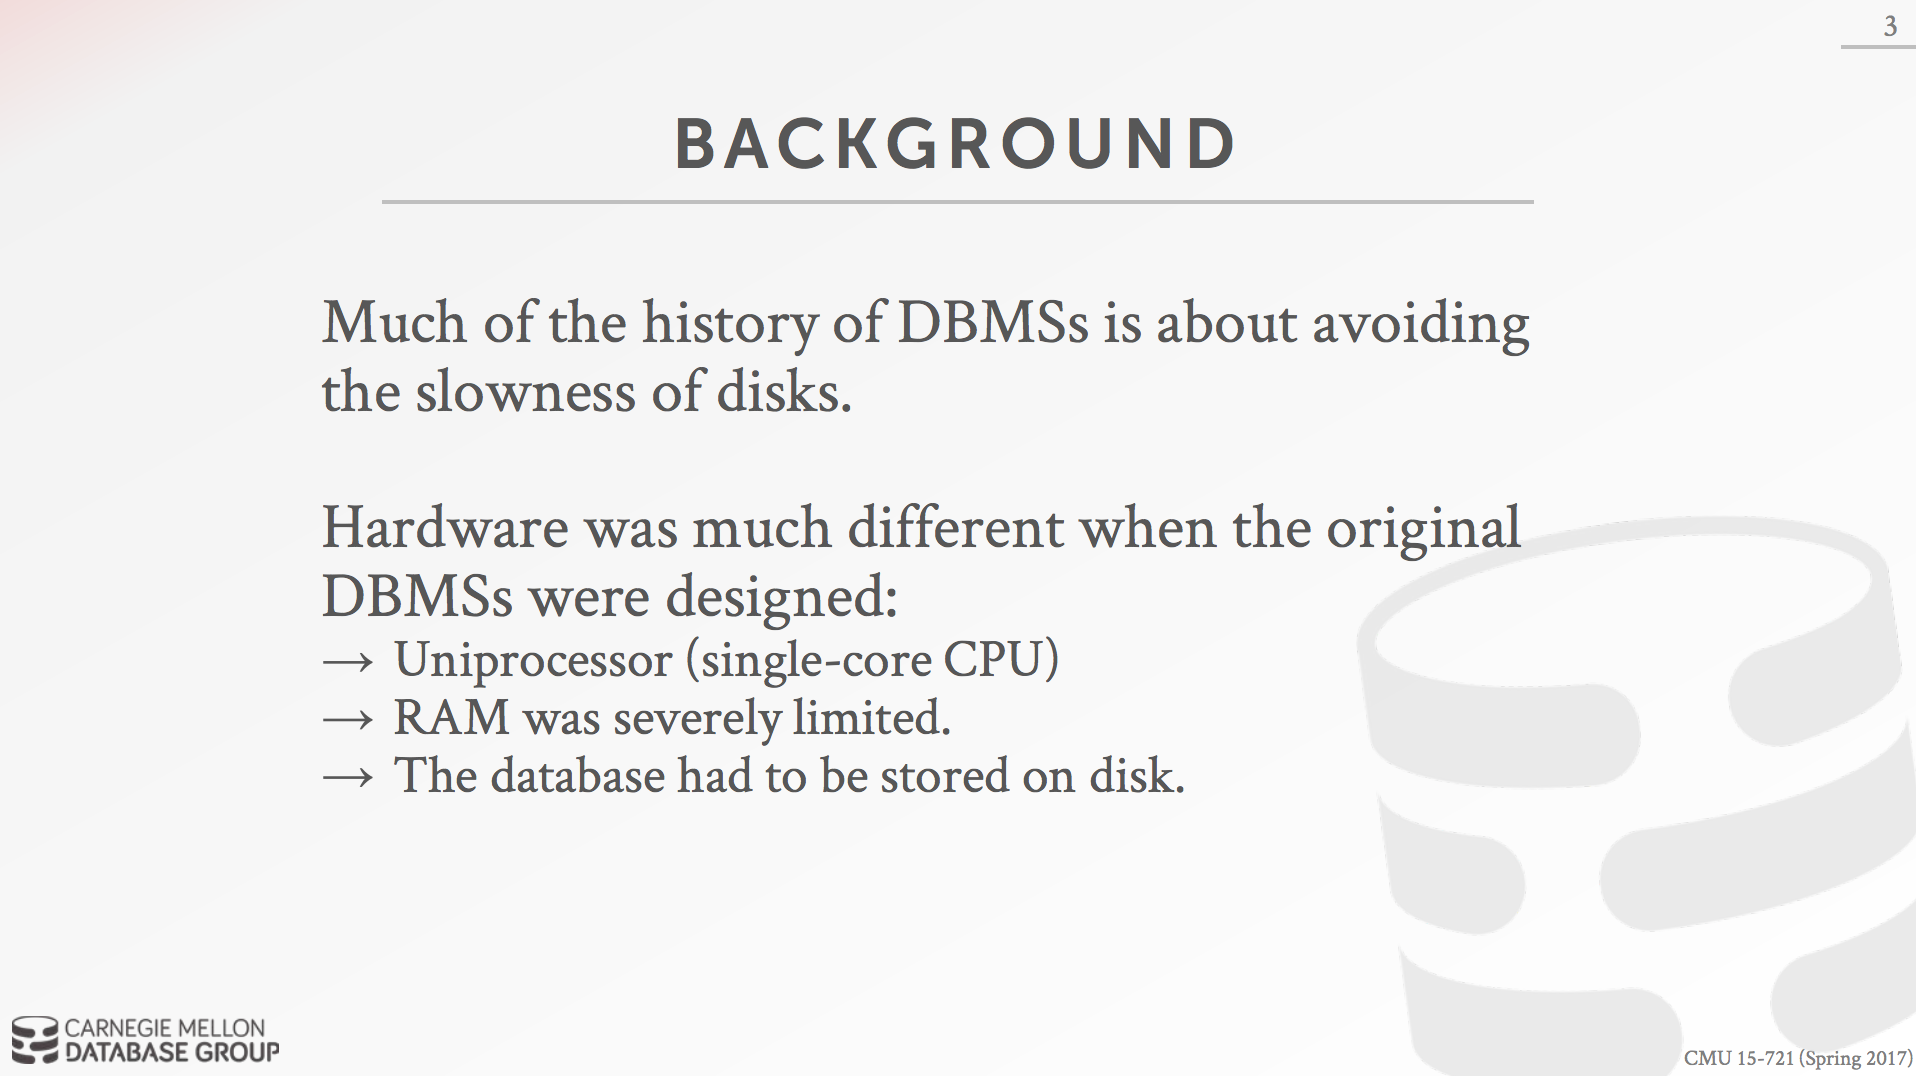 3
BACKGROUND
Much of the history of DBMSs is about avoiding
the slowness of disks.
Hardware was much different when the original
DBMSs were designed:
→ Uniprocessor (single-core CPU)
→ RAM was severely limited.
→ The database had to be stored on disk.
CARNEGIE MELLON
DATABASE GROUP
CMU 15-721 (Spring 2017)